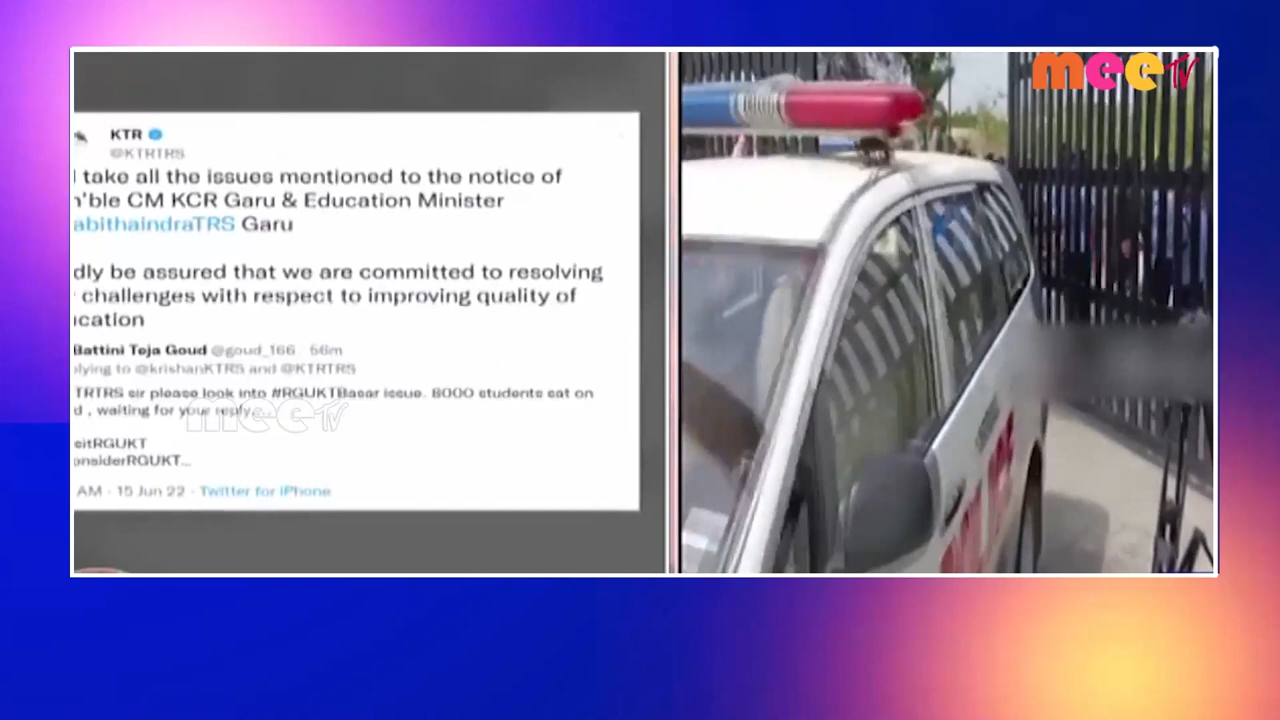 KTR
@KTRTRS
take all the issues mentioned to the notice of
n'ble CM KCR Garu & Education Minister
abithaindraTRS Garu
dly be assured that we are committed to resolving
challenges with respect to improving quality of
ucation
Battini Teja Goud @goud_166 56m
lying to @krishanKTRS and @KTRTRS
TRTRS sir please look into #RGUKTBasar issue. 8000 students sat on
d , waiting for your reply
eitRGUKT
onsiderRGUKT...
AM · 15 Jun 22 · Twitter for iPhone
mee TV
mee TV